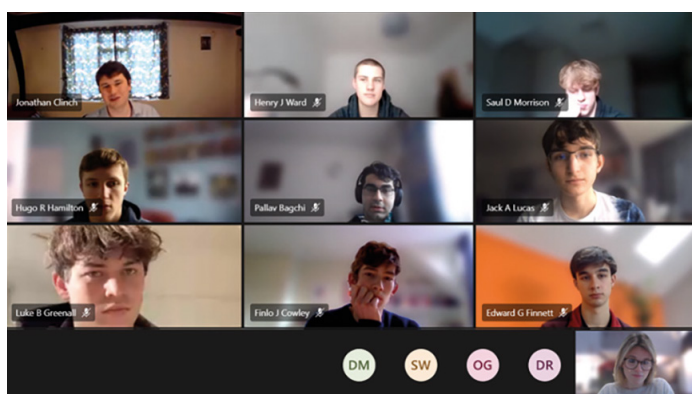 Jonathan Clinch
Henry J Ward
Saul D Morrison
Hugo R Hamilton
Pallav Bagchi
Jack A Lucas
Luke B Greenall
Finlo J Cowley
Edward G Finnett
DM
SW
OG
DR